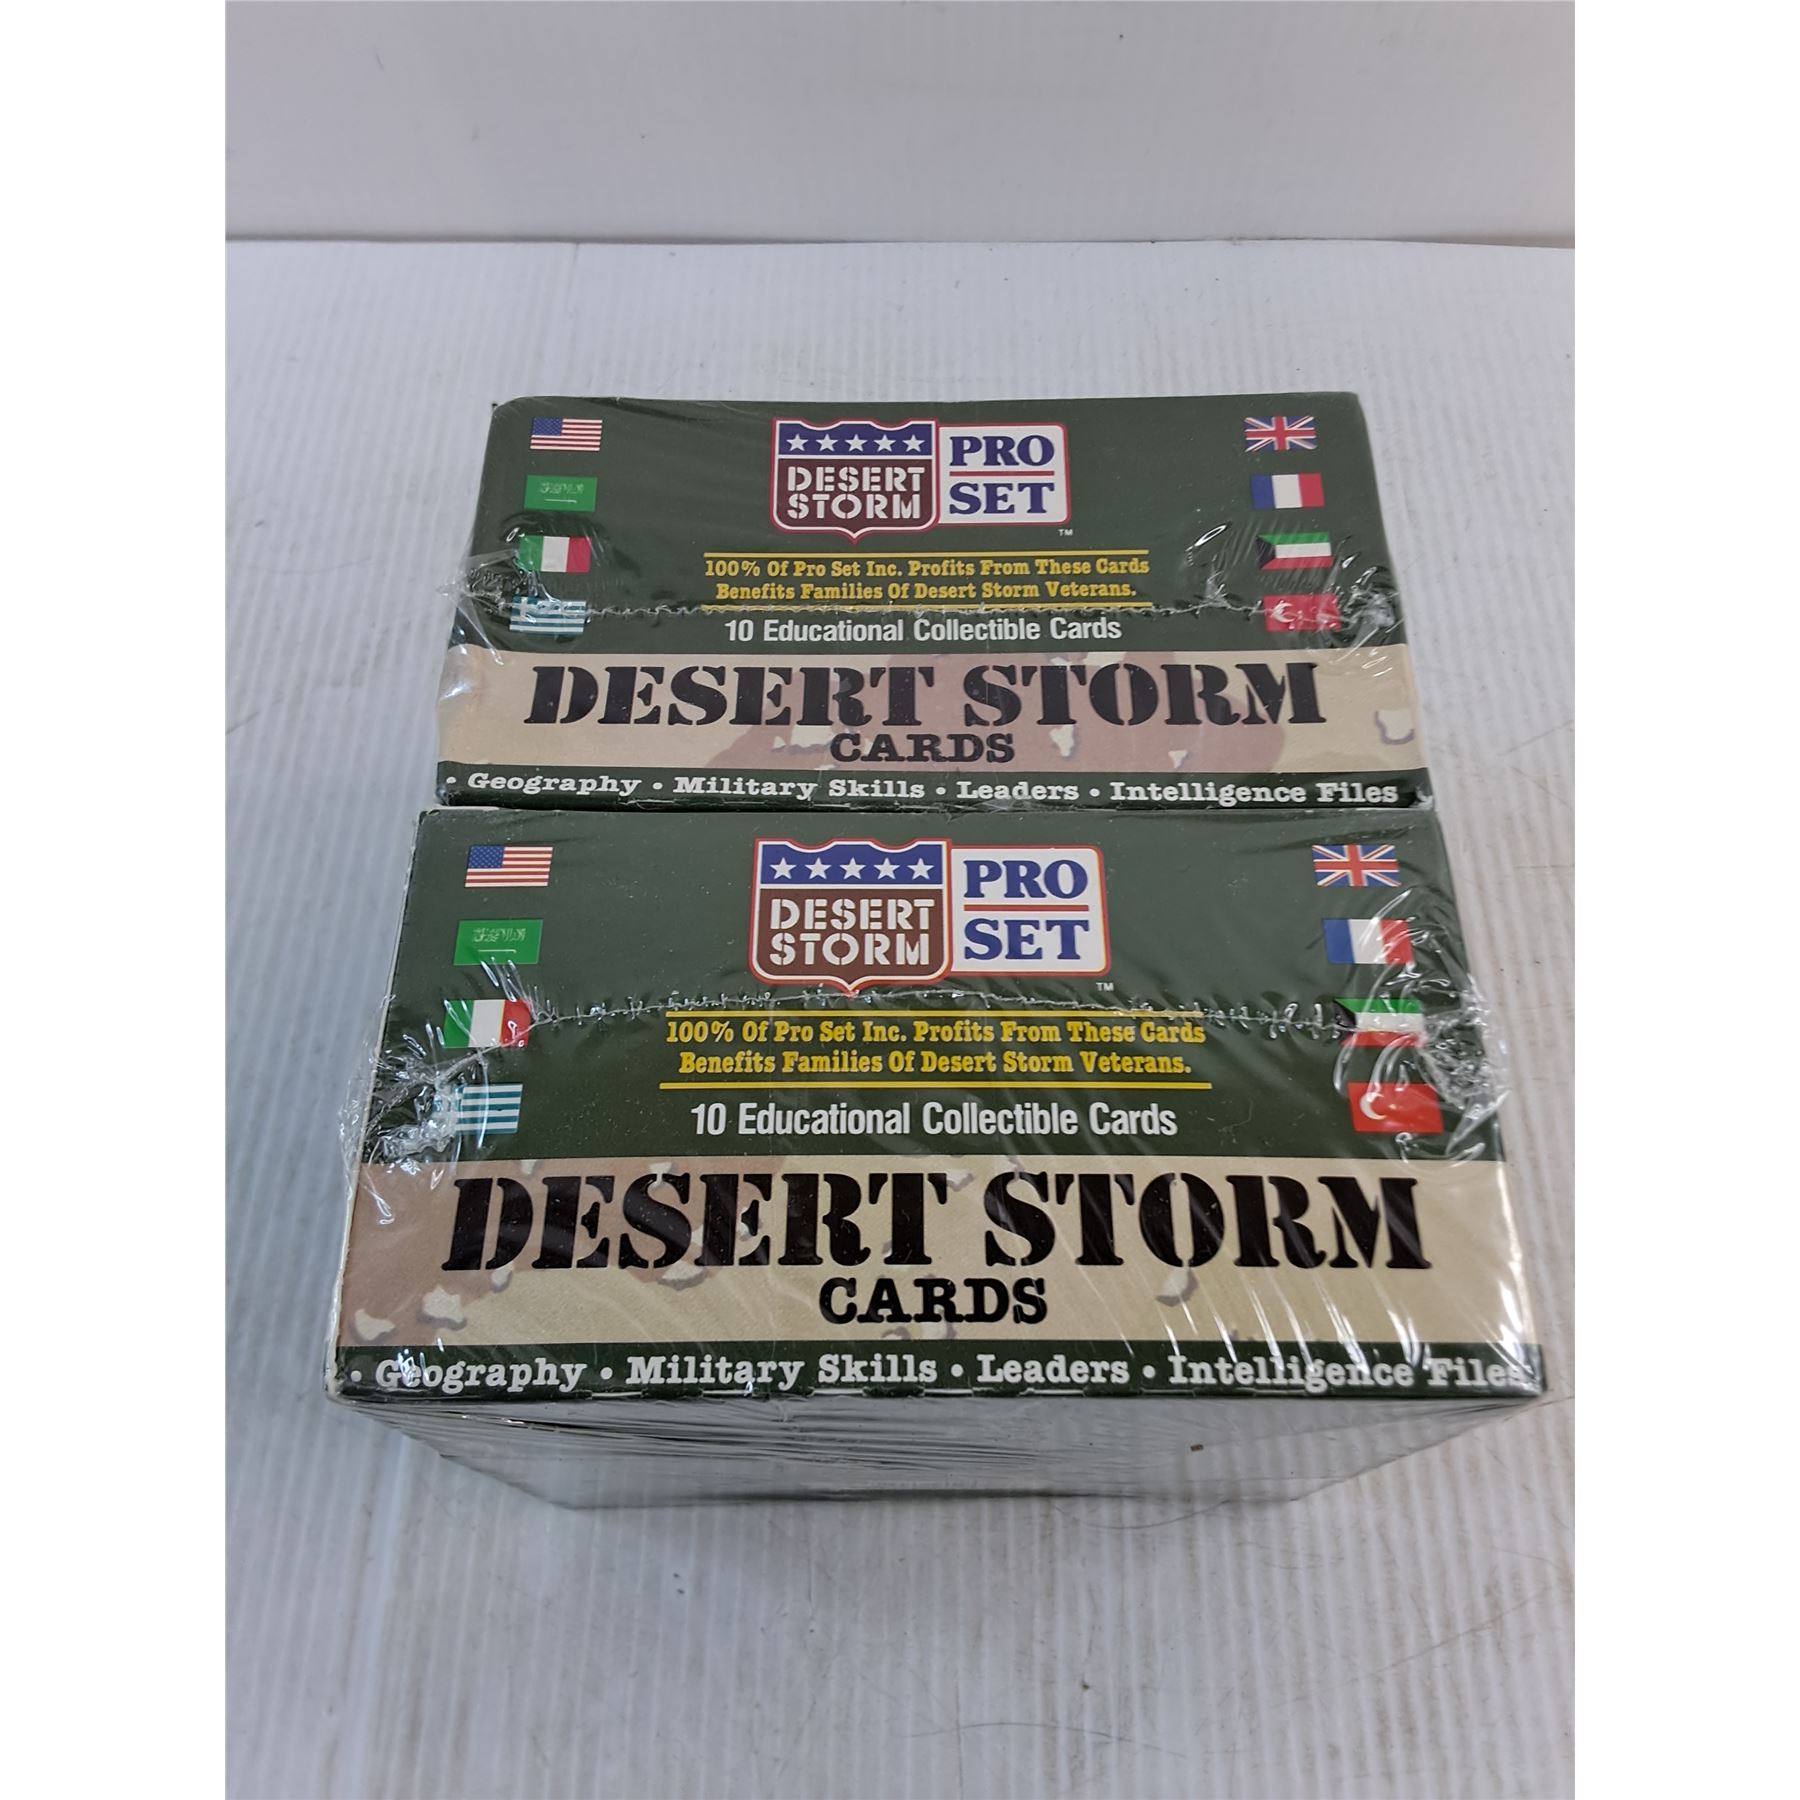 DESERT
STORM
PRO
SET
TM
100% Of Pro Set Inc. Profits From These Cards
Benefits Families Of Desert Storm Veterans.
10 Educational Collectible Cards
DESERT STORM
CARDS
• Geography • Military Skills • Leaders • Intelligence Files
DESERT
STORM
PRO
SET
TM
100% Of Pro Set Inc. Profits From These Cards
Benefits Families Of Desert Storm Veterans.
10 Educational Collectible Cards
DESERT STORM
CARDS
• Geography • Military Skills • Leaders • Intelligence Files